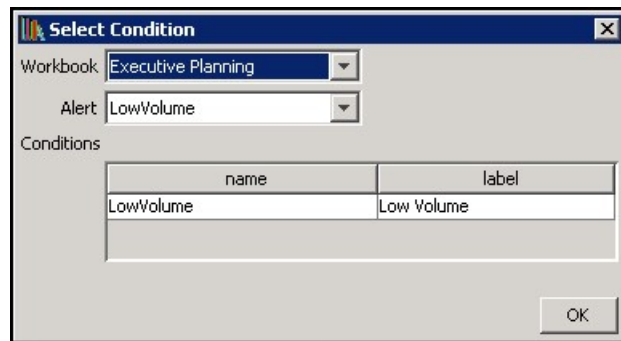 Select Condition
Workbook Executive Planning
Alert LowVolume
Conditions
name label
LowVolume Low Volume
OK